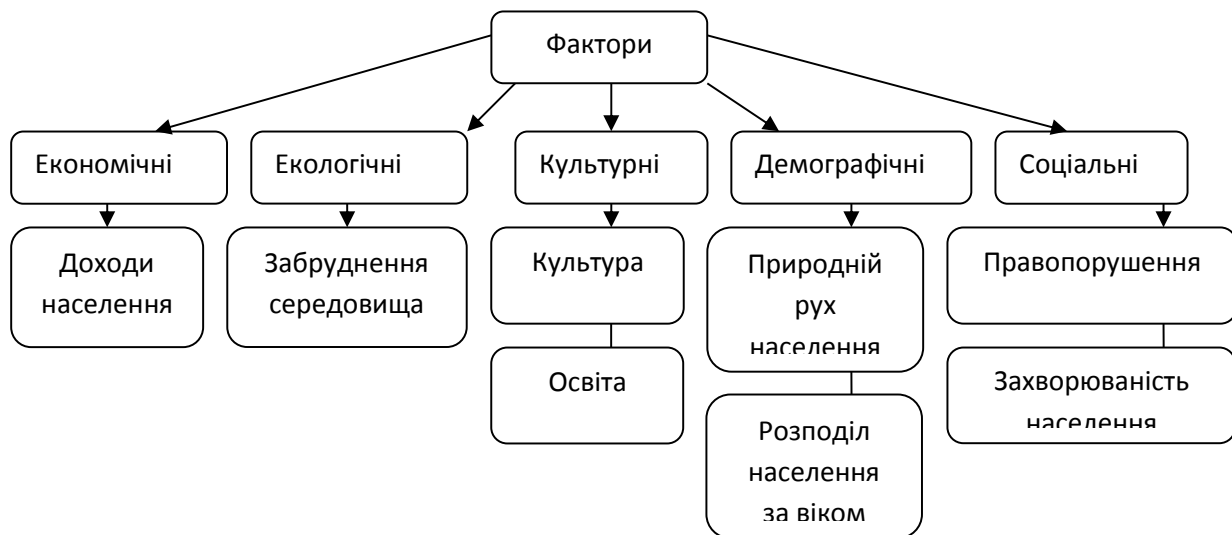 Фактори
Економічні
Екологічні
Культурні
Демографічні
Соціальні
Доходи
населення
Забруднення
середовища
Культура
Природній
рух
населення
Правопорушення
Освіта
Захворюваність
населення
Розподіл
населення
за віком